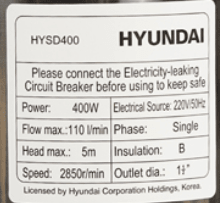 HYSD400 HYUNDAI
Please connect the Electricity-leaking
Circuit Breaker before using to keep safe
Power: 400W Electrical Source: 220V/50Hz
Flow max.: 110 l/min Phase: Single
Head max.: 5m Insulation: B
Speed: 2850r/min Outlet dia.: 1½"
Licensed by Hyundai Corporation Holdings, Korea.